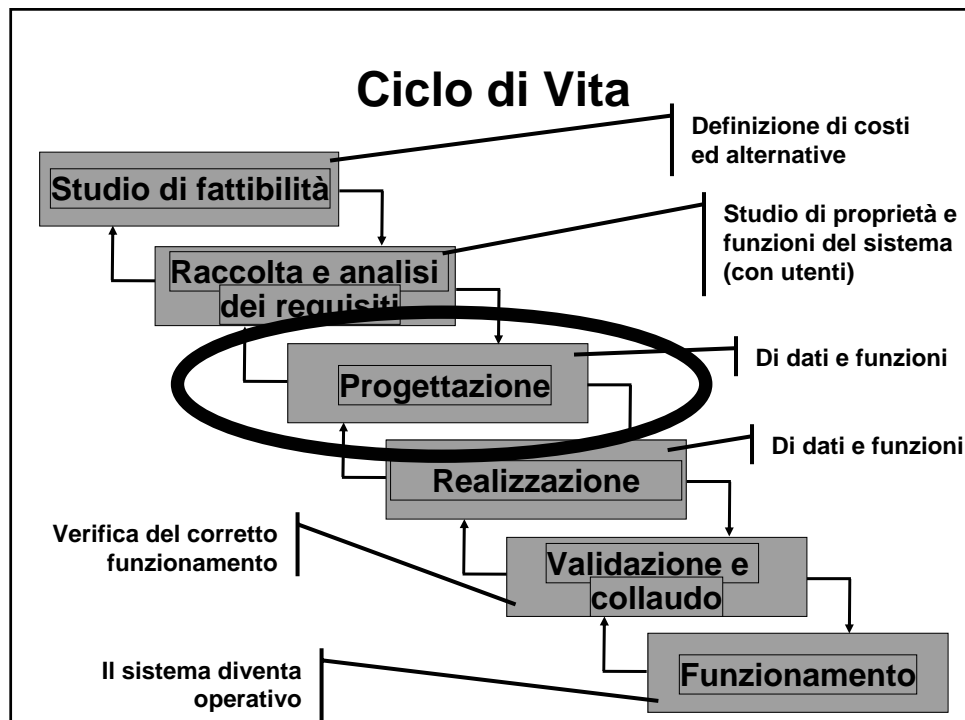 Ciclo di Vita
Definizione di costi
ed alternative
Studio di fattibilità
Studio di proprietà e
funzioni del sistema
(con utenti)
Raccolta e analisi
dei requisiti
Di dati e funzioni
Progettazione
Di dati e funzioni
Realizzazione
Verifica del corretto
funzionamento
Validazione e
collaudo
Il sistema diventa
operativo
Funzionamento